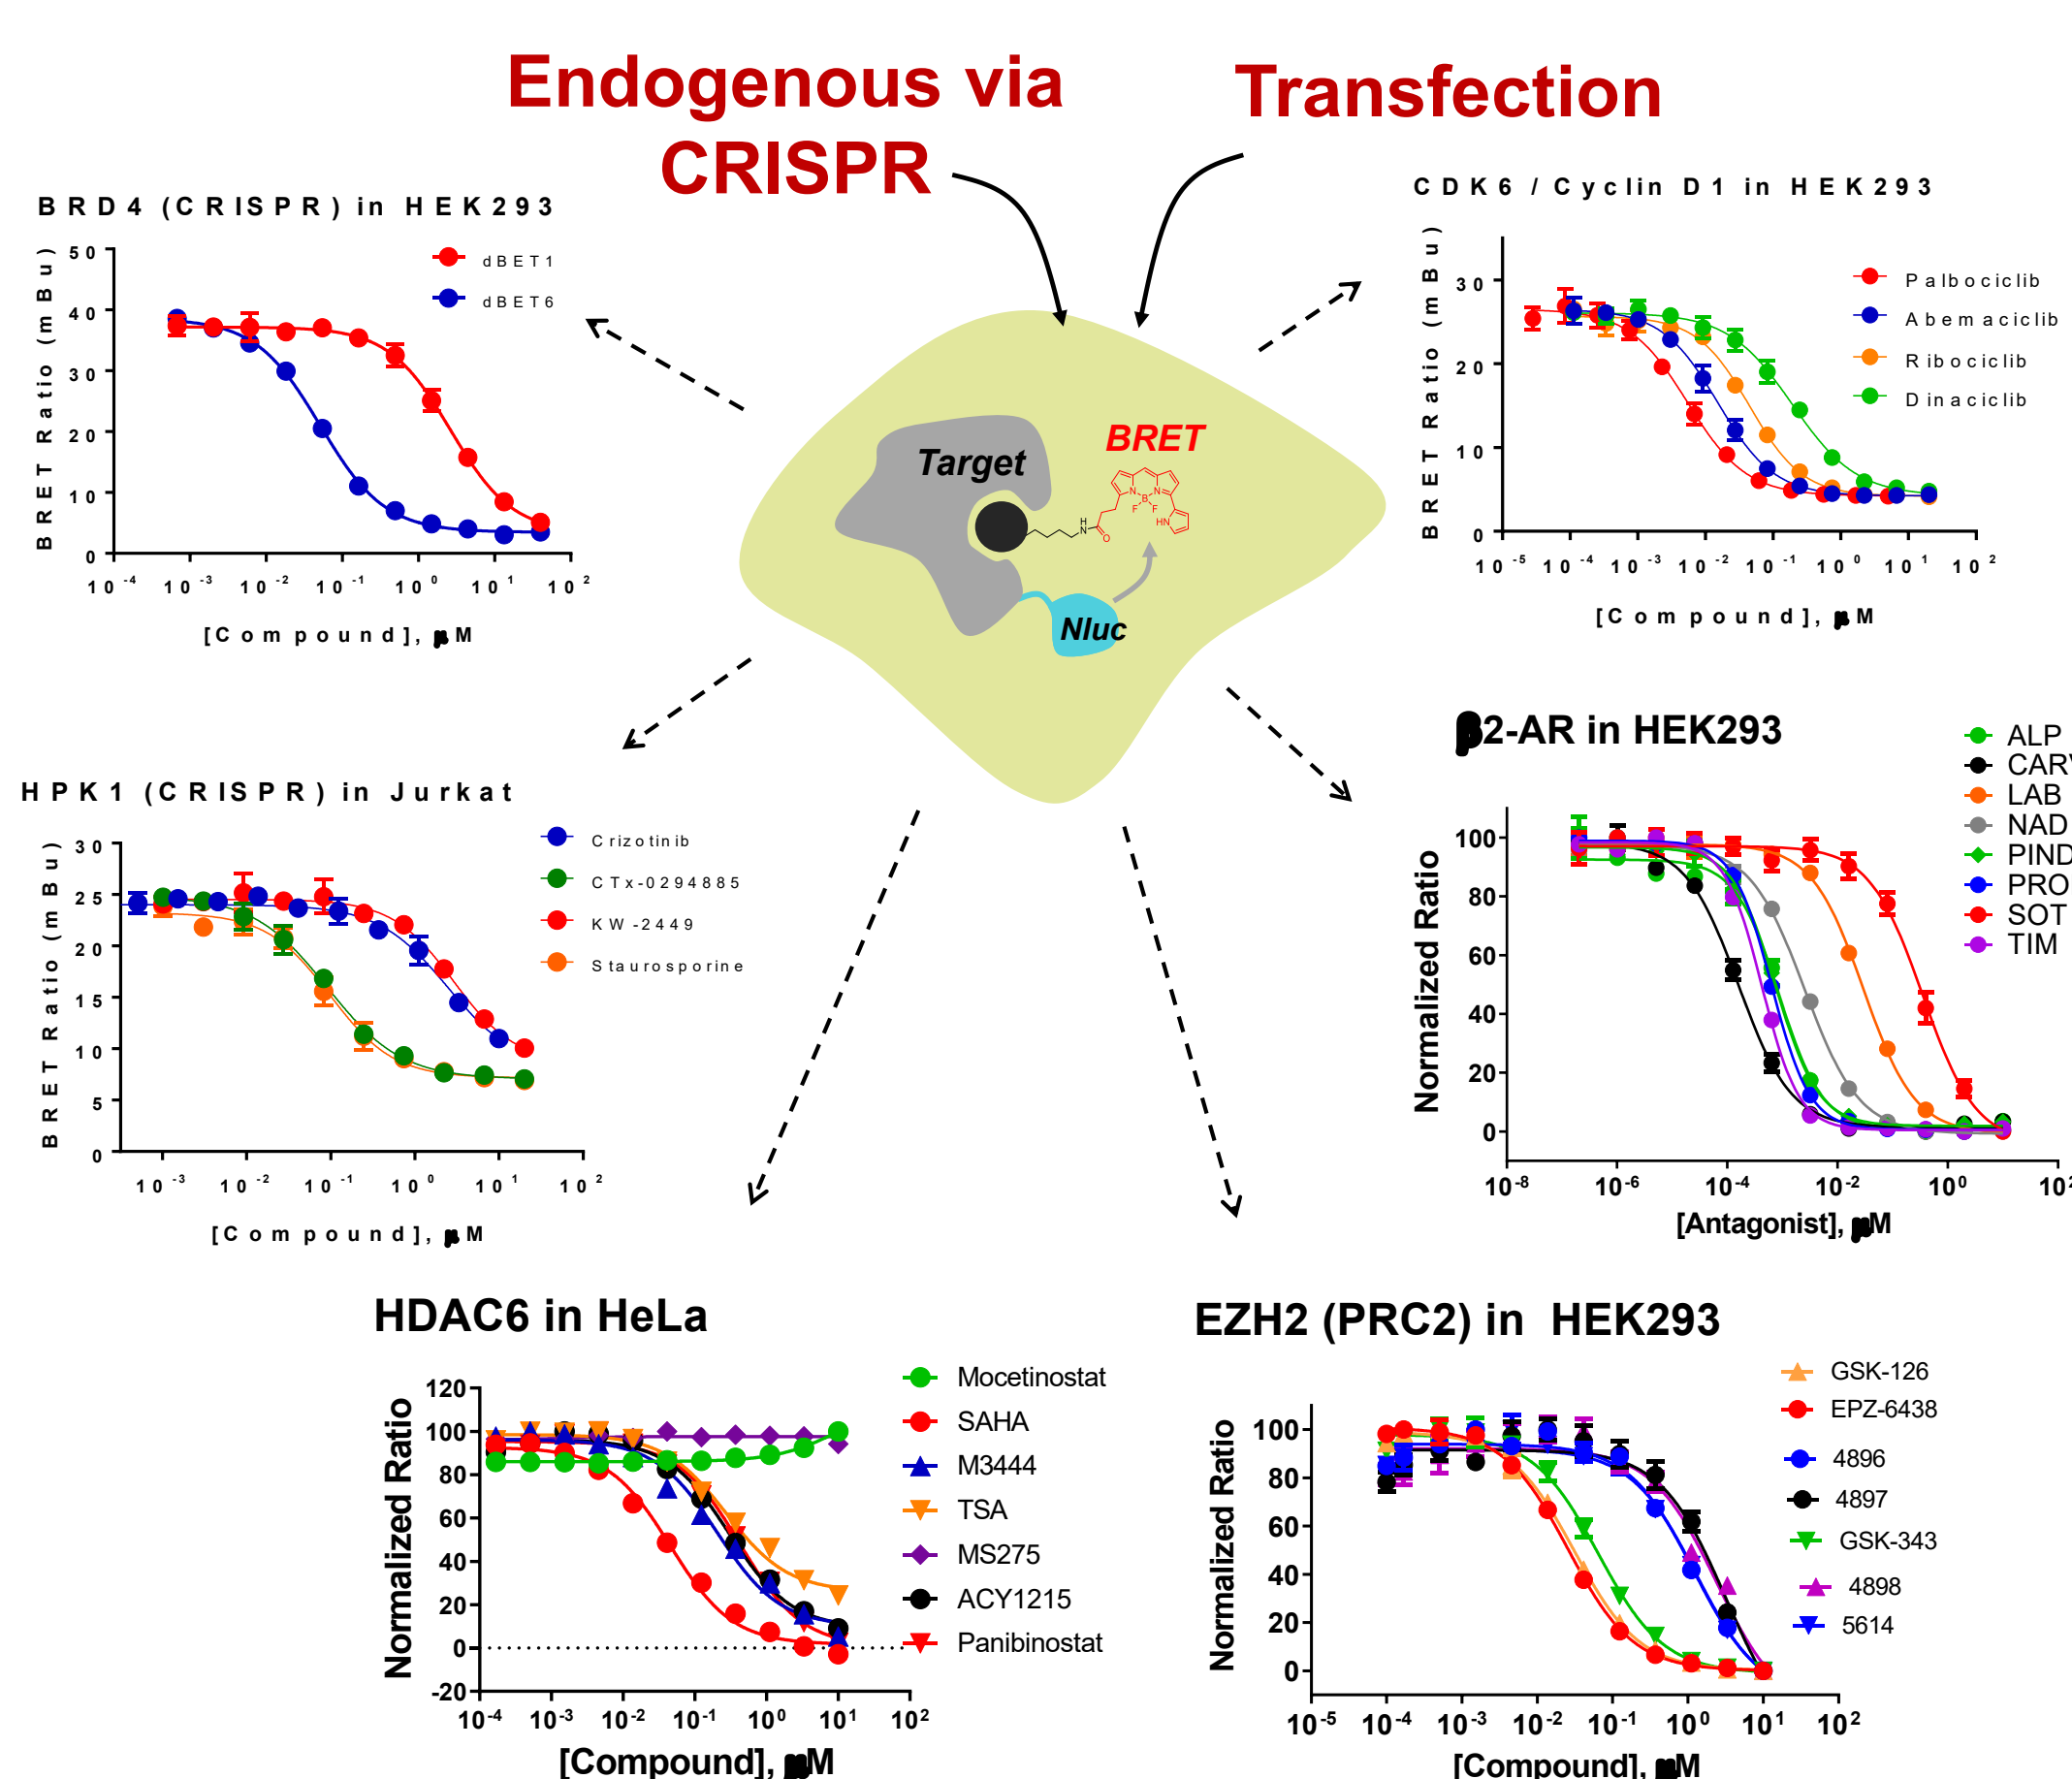 Endogenous via
CRISPR
Transfection
BRD4 (CRISPR) in HEK293
BRET Ratio (mBu)
50
40
30
20
10
0
dBET1
dBET6
10-4 10-3 10-2 10-1 100 101 102
[Compound], μM
CDK6 / Cyclin D1 in HEK293
BRET Ratio (mBu)
30
20
10
0
Palbociclib
Abemaciclib
Ribociclib
Dinaciclib
10-5 10-4 10-3 10-2 10-1 100 101 102
[Compound], μM
Target
BRET
N B N
F F
H
N
O
HN
Nluc
HPK1 (CRISPR) in Jurkat
BRET Ratio (mBu)
30
25
20
15
10
5
0
Crizotinib
CTx-0294885
KW-2449
Staurosporine
10-3 10-2 10-1 100 101 102
[Compound], μM
β2-AR in HEK293
Normalized Ratio
100
80
60
40
20
0
ALP
CARV
LAB
NAD
PIND
PRO
SOT
TIM
10-8 10-6 10-4 10-2 100 102
[Antagonist], μM
HDAC6 in HeLa
Normalized Ratio
120
100
80
60
40
20
0
-20
Mocetinostat
SAHA
M3444
TSA
MS275
ACY1215
Panibinostat
10-4 10-3 10-2 10-1 100 101 102
[Compound], μM
EZH2 (PRC2) in HEK293
Normalized Ratio
100
80
60
40
20
0
GSK-126
EPZ-6438
4896
4897
GSK-343
4898
5614
10-5 10-4 10-3 10-2 10-1 100 101 102
[Compound], μM